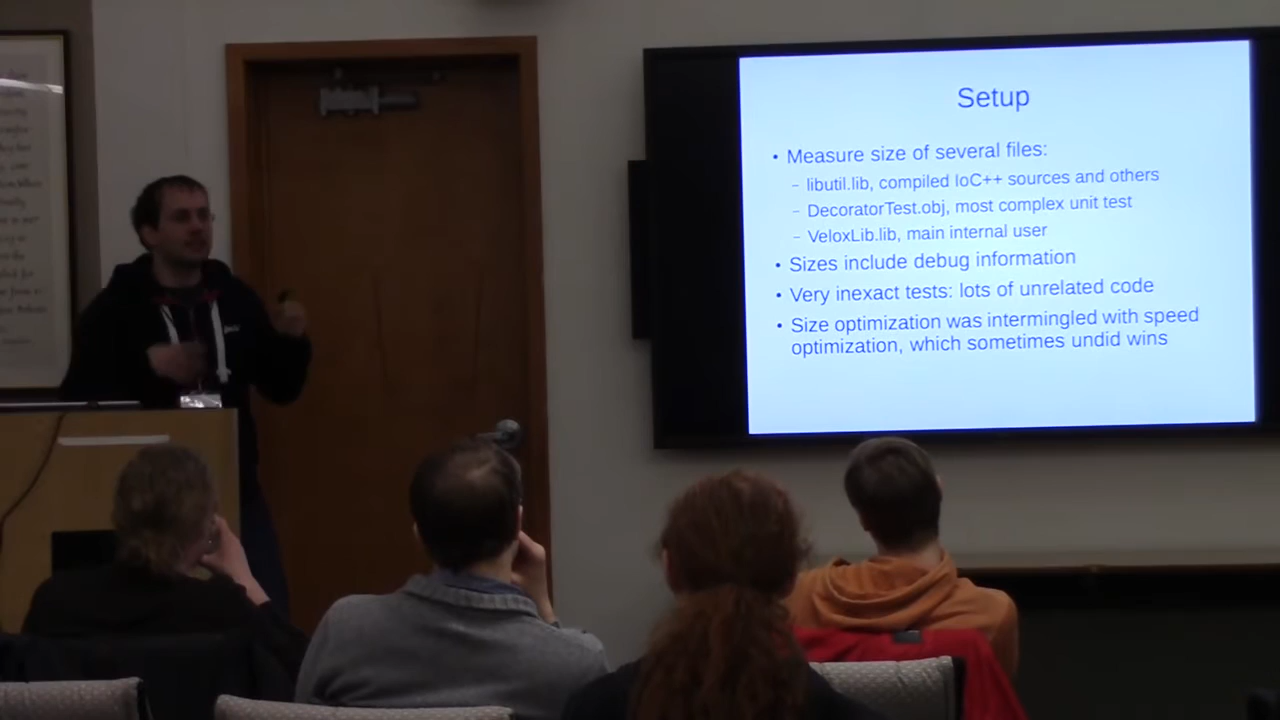 Setup
• Measure size of several files:
– libutil.lib, compiled IoC++ sources and others
– DecoratorTest.obj, most complex unit test
– VeloxLib.lib, main internal user
• Sizes include debug information
• Very inexact tests: lots of unrelated code
• Size optimization was intermingled with speed
optimization, which sometimes undid wins